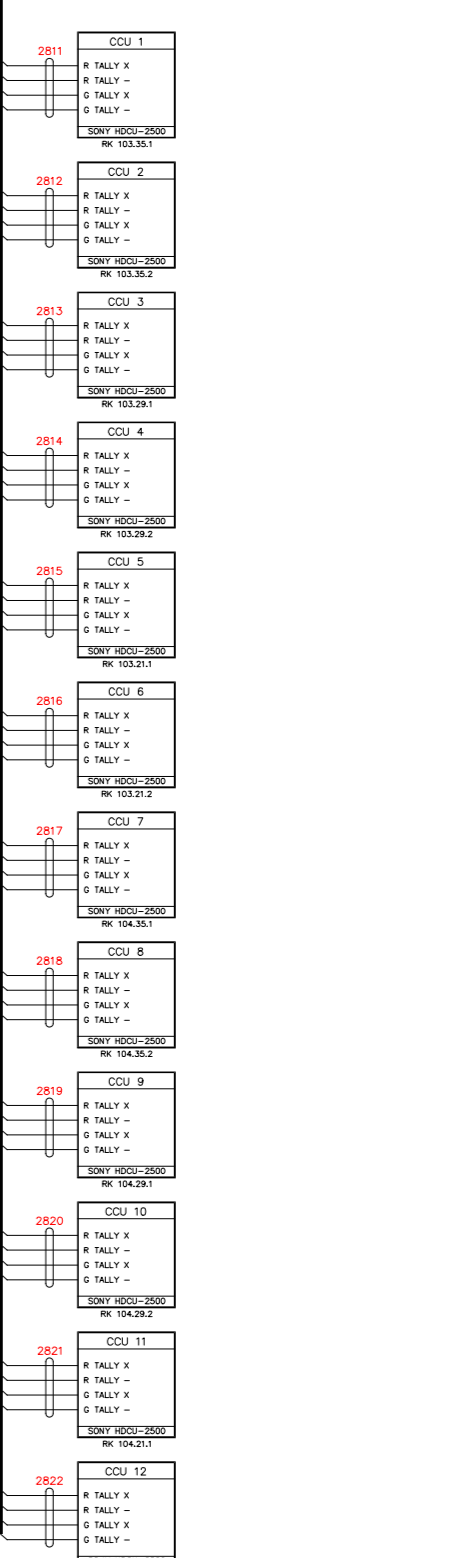 CCU 1
2811
R TALLY X
R TALLY –
G TALLY X
G TALLY –
SONY HDCU–2500
RK 103.35.1
CCU 2
2812
R TALLY X
R TALLY –
G TALLY X
G TALLY –
SONY HDCU–2500
RK 103.35.2
CCU 3
2813
R TALLY X
R TALLY –
G TALLY X
G TALLY –
SONY HDCU–2500
RK 103.29.1
CCU 4
2814
R TALLY X
R TALLY –
G TALLY X
G TALLY –
SONY HDCU–2500
RK 103.29.2
CCU 5
2815
R TALLY X
R TALLY –
G TALLY X
G TALLY –
SONY HDCU–2500
RK 103.21.1
CCU 6
2816
R TALLY X
R TALLY –
G TALLY X
G TALLY –
SONY HDCU–2500
RK 103.21.2
CCU 7
2817
R TALLY X
R TALLY –
G TALLY X
G TALLY –
SONY HDCU–2500
RK 104.35.1
CCU 8
2818
R TALLY X
R TALLY –
G TALLY X
G TALLY –
SONY HDCU–2500
RK 104.35.2
CCU 9
2819
R TALLY X
R TALLY –
G TALLY X
G TALLY –
SONY HDCU–2500
RK 104.29.1
CCU 10
2820
R TALLY X
R TALLY –
G TALLY X
G TALLY –
SONY HDCU–2500
RK 104.29.2
CCU 11
2821
R TALLY X
R TALLY –
G TALLY X
G TALLY –
SONY HDCU–2500
RK 104.21.1
CCU 12
2822
R TALLY X
R TALLY –
G TALLY X
G TALLY –